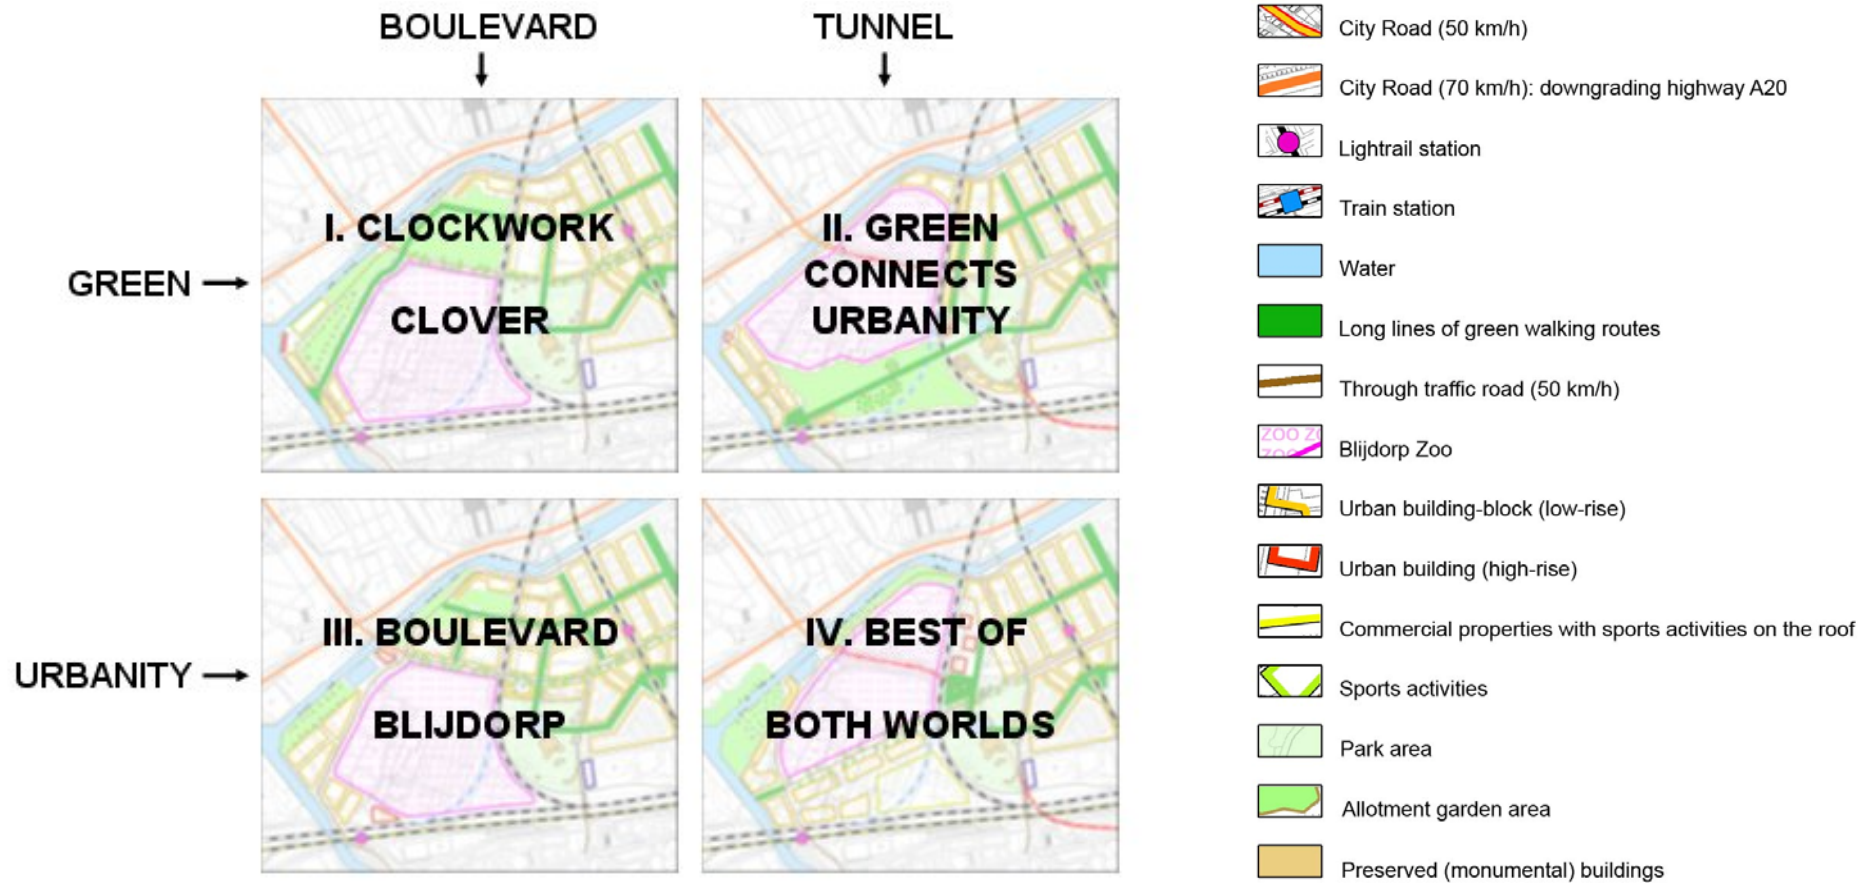 BOULEVARD
TUNNEL
GREEN
I. CLOCKWORK
CLOVER
II. GREEN
CONNECTS
URBANITY
URBANITY
III. BOULEVARD
BLIJDORP
IV. BEST OF
BOTH WORLDS
City Road (50 km/h)
City Road (70 km/h): downgrading highway A20
Lightrail station
Train station
Water
Long lines of green walking routes
Through traffic road (50 km/h)
ZOO
Blijdorp Zoo
Urban building-block (low-rise)
Urban building (high-rise)
Commercial properties with sports activities on the roof
Sports activities
Park area
Allotment garden area
Preserved (monumental) buildings